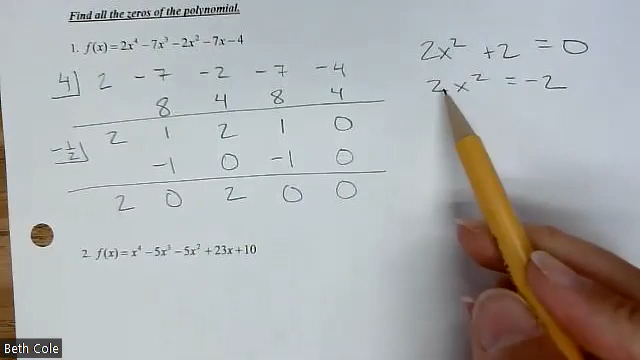 Find all the zeros of the polynomial.
1. f(x) = 2x⁴ − 7x³ − 2x² − 7x − 4
4| 2 −7 −2 −7 −4
8 4 8 4
−1/2| 2 1 2 1 0
−1 0 −1 0
2 0 2 0 0
2x² + 2 = 0
2x² = −2
2. f(x) = x⁴ − 5x³ − 5x² + 23x + 10
Beth Cole